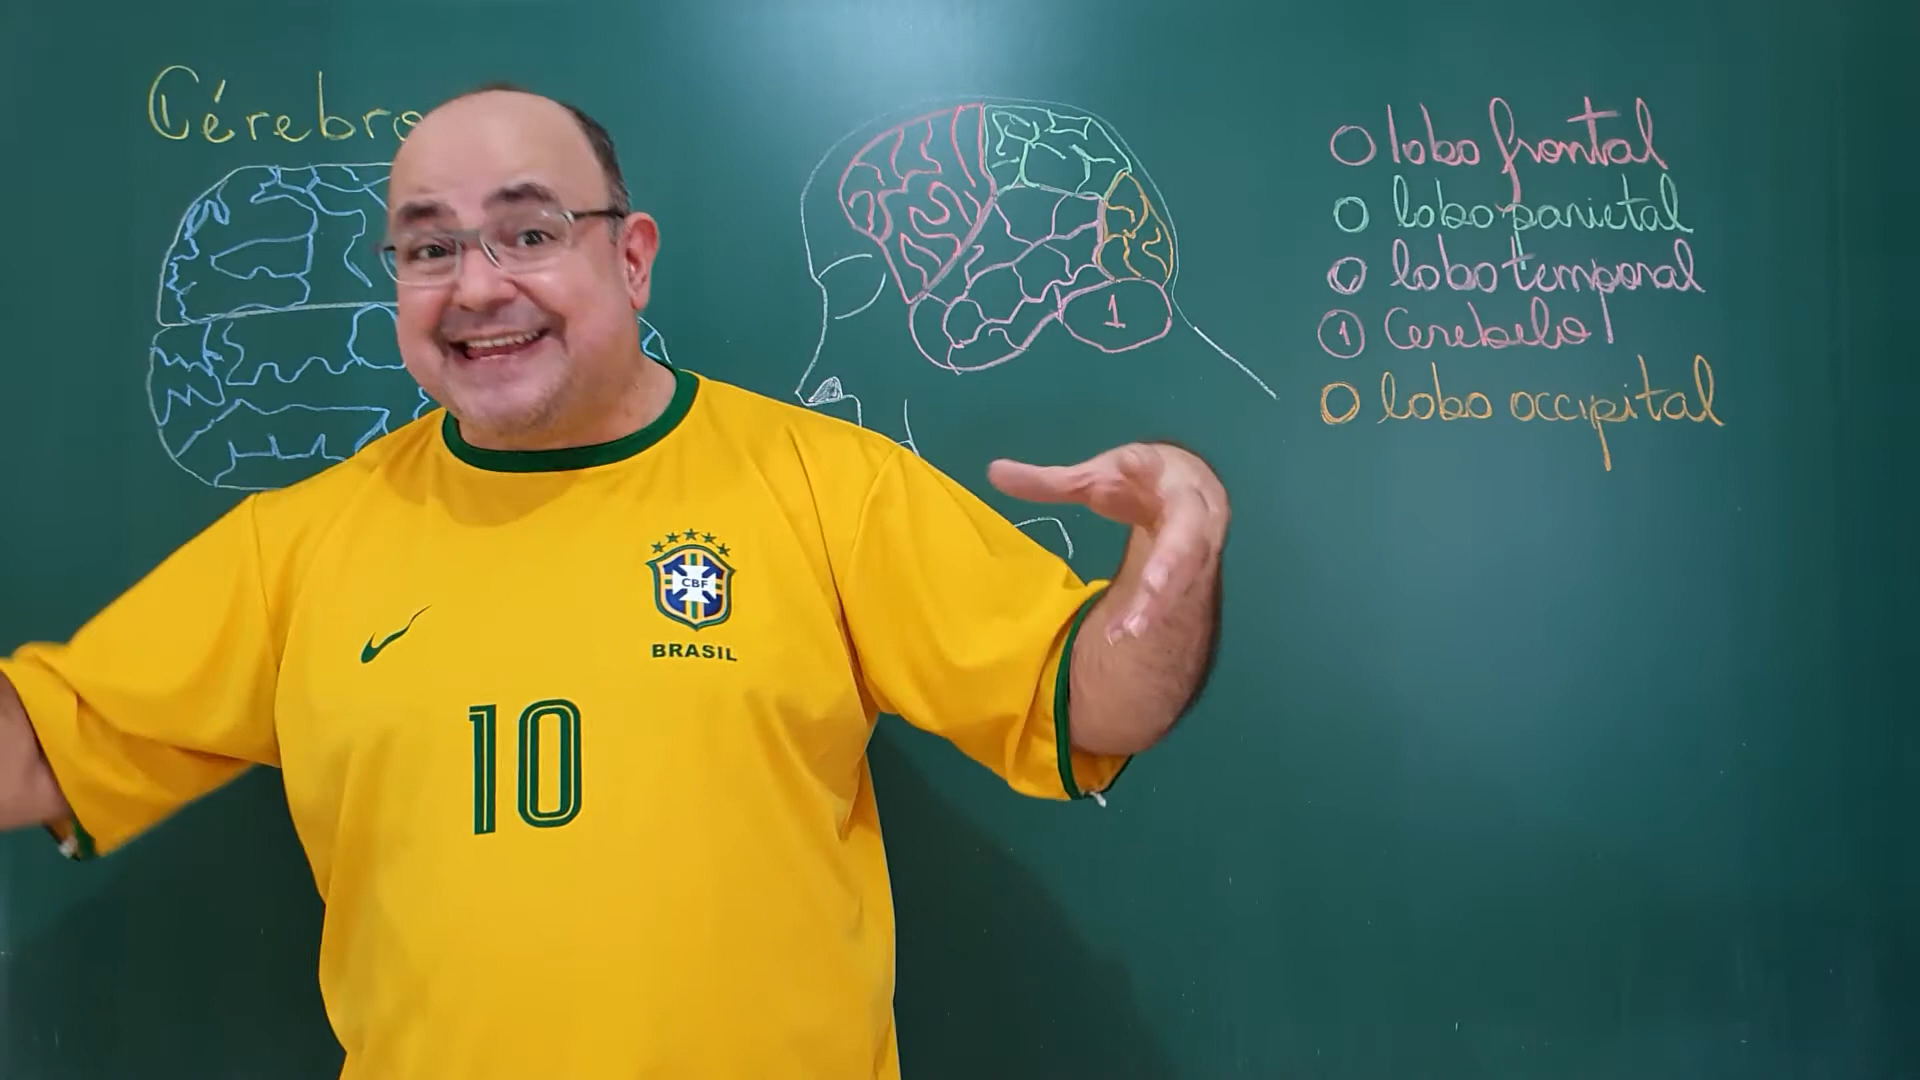 Cérebro
lobo frontal
lobo parietal
lobo temporal
1 Cerebelo
lobo occipital
1
CBF
BRASIL
10